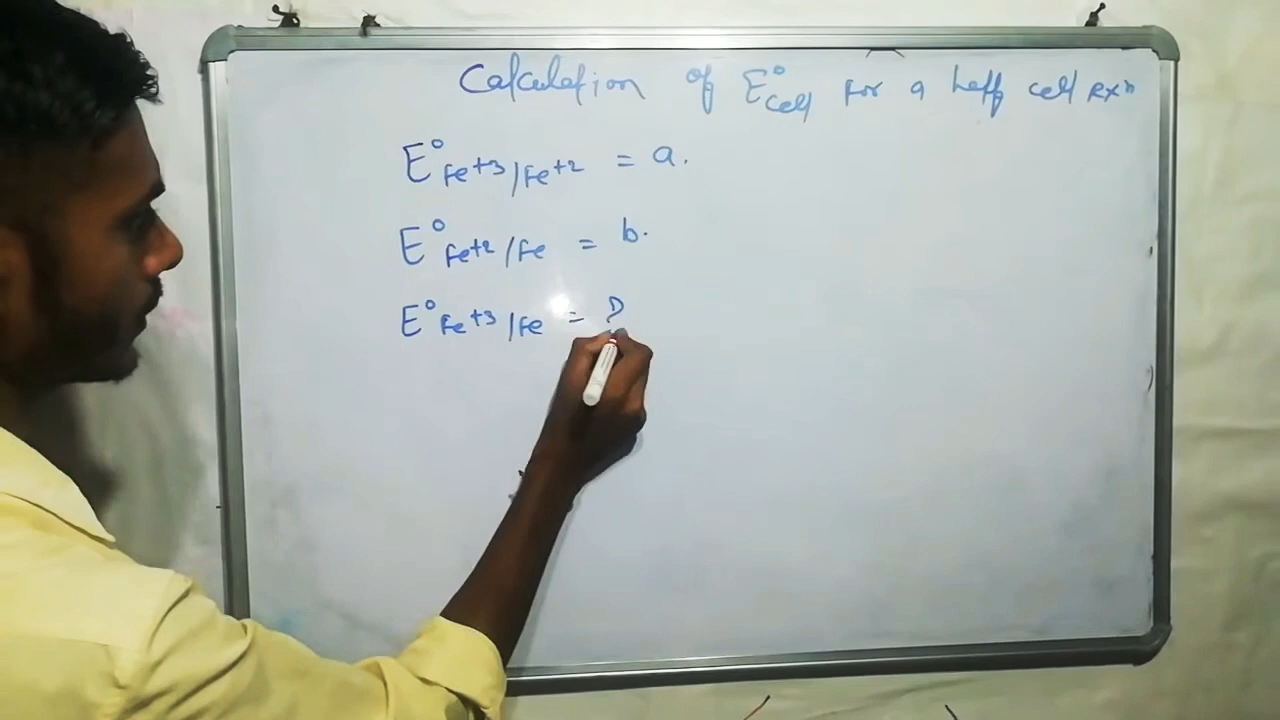 Calculation of E°cell for a half cell Rxn
E°Fe+3/Fe+2 = a.
E°Fe+2/Fe = b.
E°Fe+3/Fe = ?